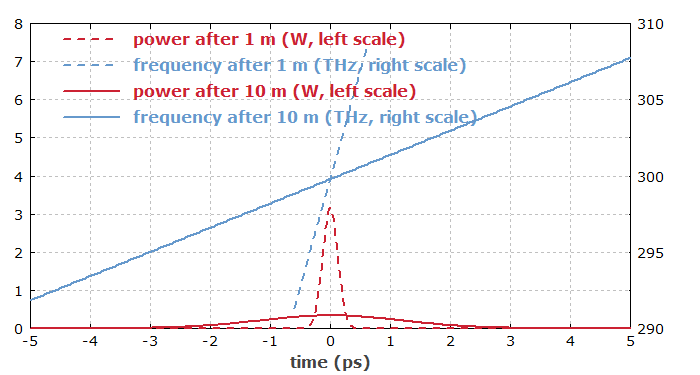 8
7
6
5
4
3
2
1
0
310
305
300
295
290
power after 1 m (W, left scale)
frequency after 1 m (THz, right scale)
power after 10 m (W, left scale)
frequency after 10 m (THz, right scale)
-5 -4 -3 -2 -1 0 1 2 3 4 5
time (ps)